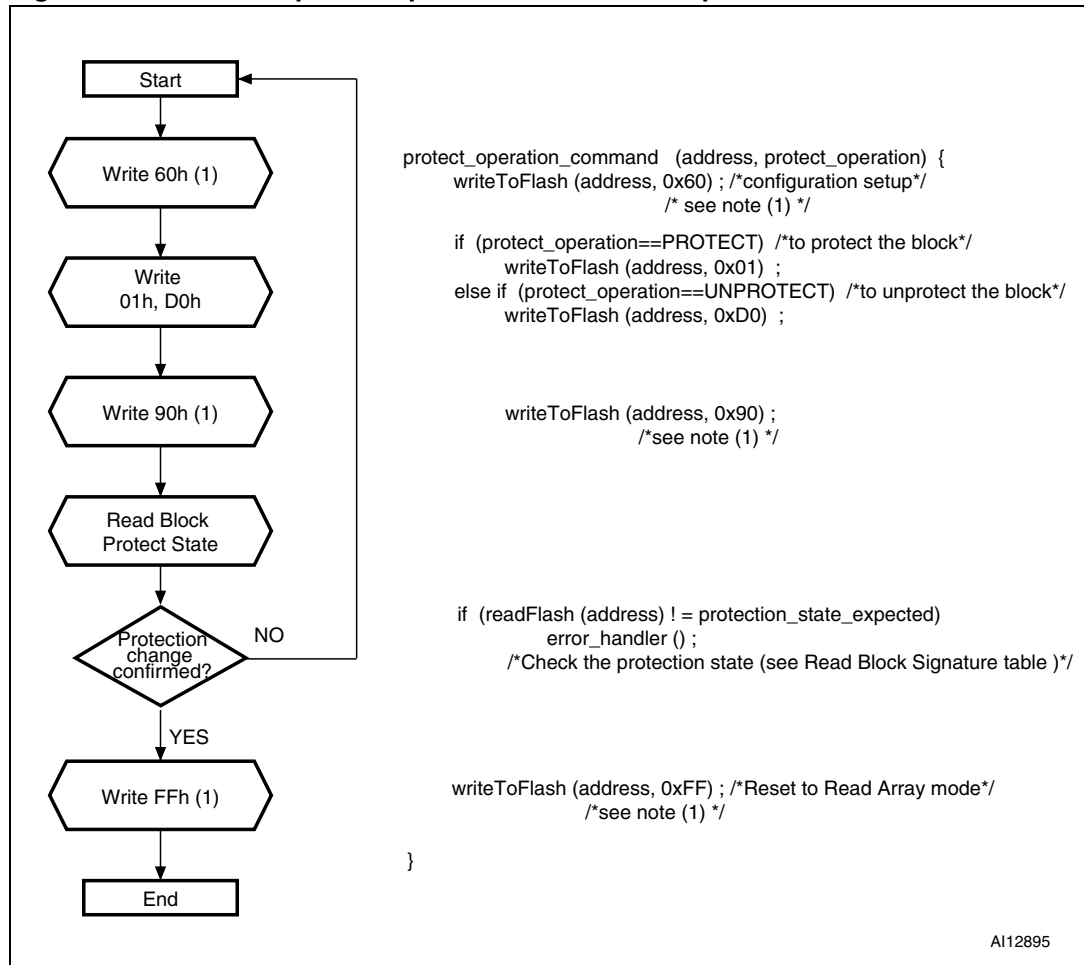 Start
Write 60h (1)
Write
01h, D0h
Write 90h (1)
Read Block
Protect State
Protection
change
confirmed?
NO
YES
Write FFh (1)
End
protect_operation_command (address, protect_operation) {
writeToFlash (address, 0x60) ; /*configuration setup*/
/* see note (1) */
if (protect_operation==PROTECT) /*to protect the block*/
writeToFlash (address, 0x01) ;
else if (protect_operation==UNPROTECT) /*to unprotect the block*/
writeToFlash (address, 0xD0) ;
writeToFlash (address, 0x90) ;
/*see note (1) */
if (readFlash (address) ! = protection_state_expected)
error_handler () ;
/*Check the protection state (see Read Block Signature table )*/
writeToFlash (address, 0xFF) ; /*Reset to Read Array mode*/
/*see note (1) */
}
AI12895